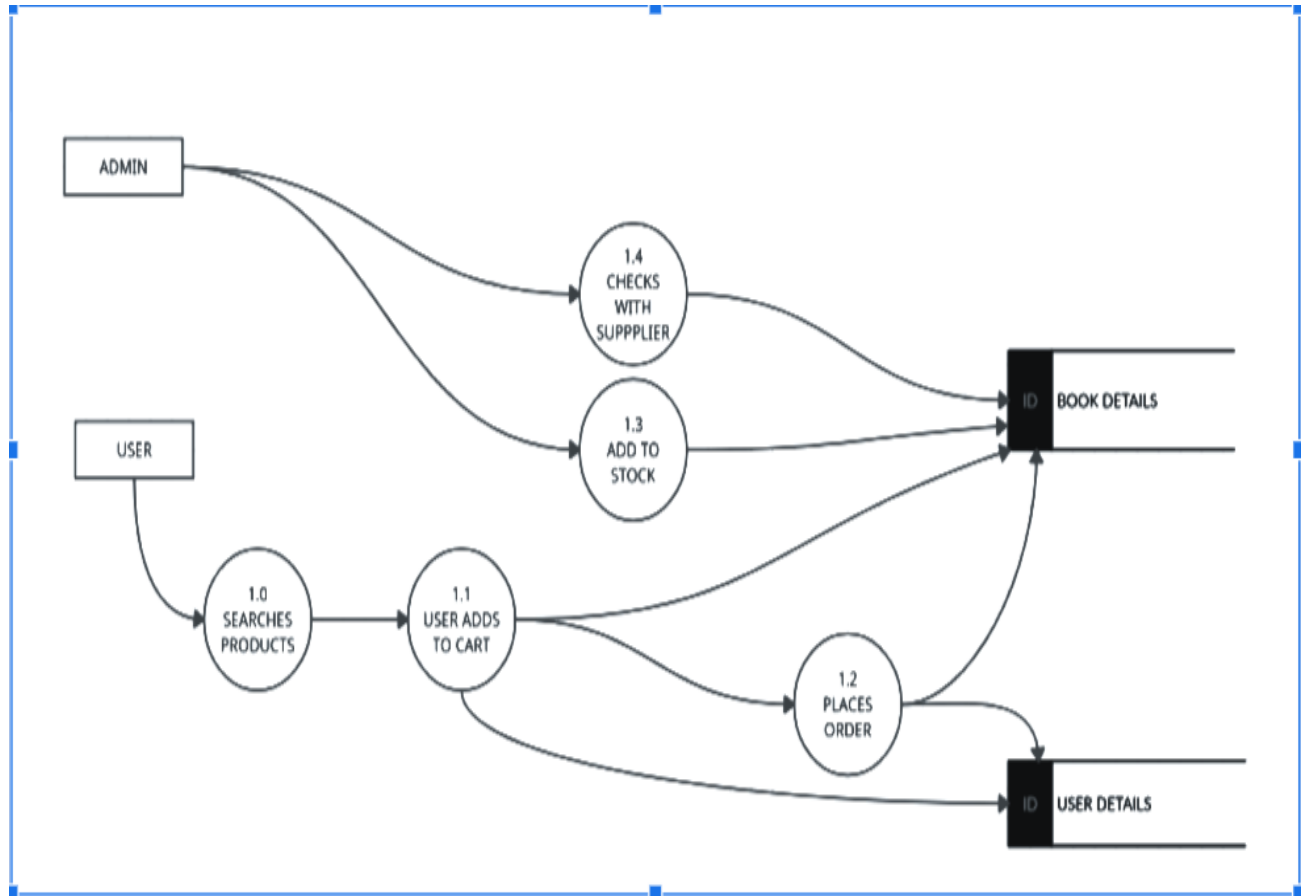 ADMIN
1.4
CHECKS
WITH
SUPPPLIER
ID
BOOK DETAILS
1.3
ADD TO
STOCK
USER
1.0
SEARCHES
PRODUCTS
1.1
USER ADDS
TO CART
1.2
PLACES
ORDER
ID
USER DETAILS